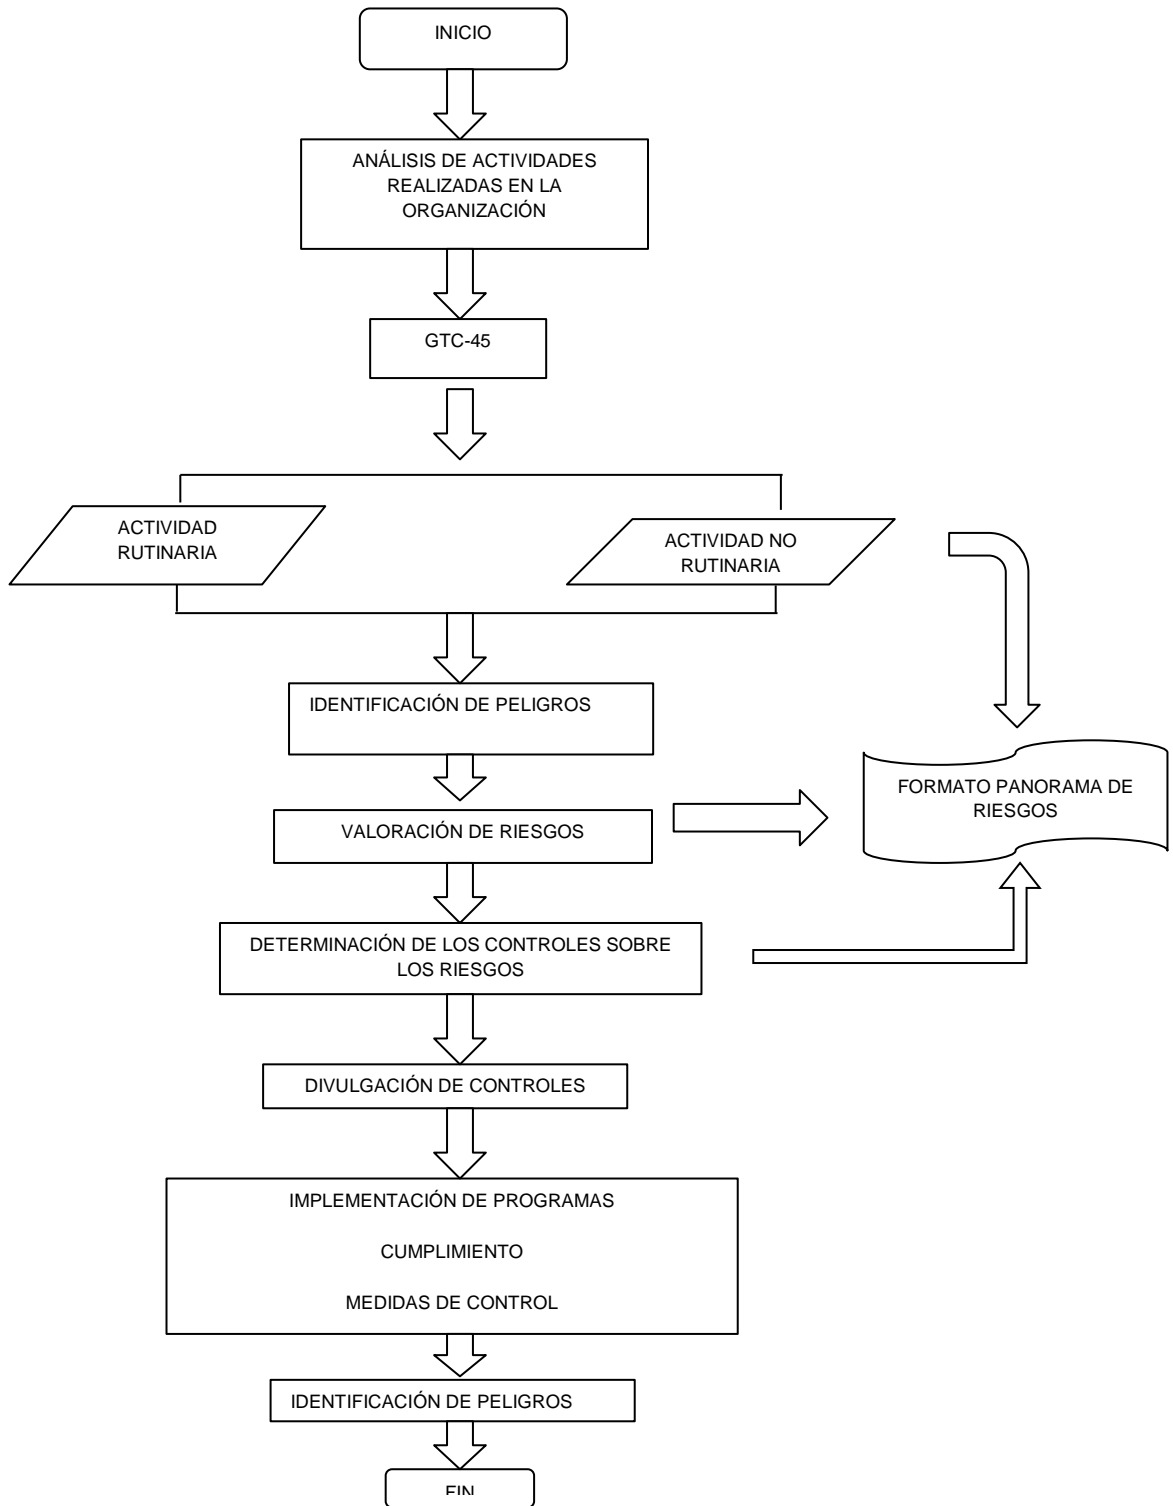 INICIO
ANÁLISIS DE ACTIVIDADES
REALIZADAS EN LA
ORGANIZACIÓN
GTC-45
ACTIVIDAD
RUTINARIA
ACTIVIDAD NO
RUTINARIA
IDENTIFICACIÓN DE PELIGROS
FORMATO PANORAMA DE
RIESGOS
VALORACIÓN DE RIESGOS
DETERMINACIÓN DE LOS CONTROLES SOBRE
LOS RIESGOS
DIVULGACIÓN DE CONTROLES
IMPLEMENTACIÓN DE PROGRAMAS
CUMPLIMIENTO
MEDIDAS DE CONTROL
IDENTIFICACIÓN DE PELIGROS
FIN